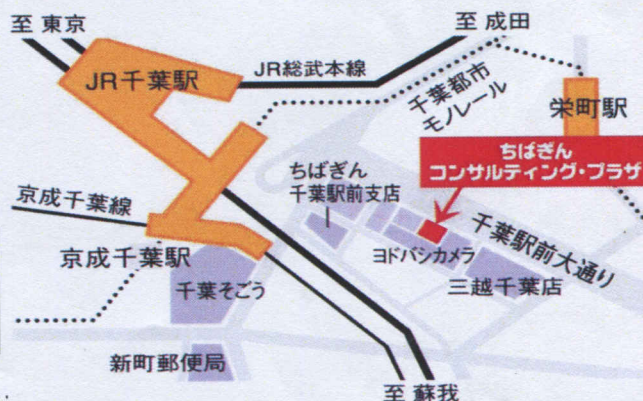 至 東京
至 成田
JR千葉駅
JR総武本線
千葉都市
モノレール
栄町駅
ちばぎん
コンサルティング・プラザ
ちばぎん
千葉駅前支店
京成千葉線
京成千葉駅
ヨドバシカメラ
千葉駅前大通り
千葉そごう
三越千葉店
新町郵便局
至 蘇我